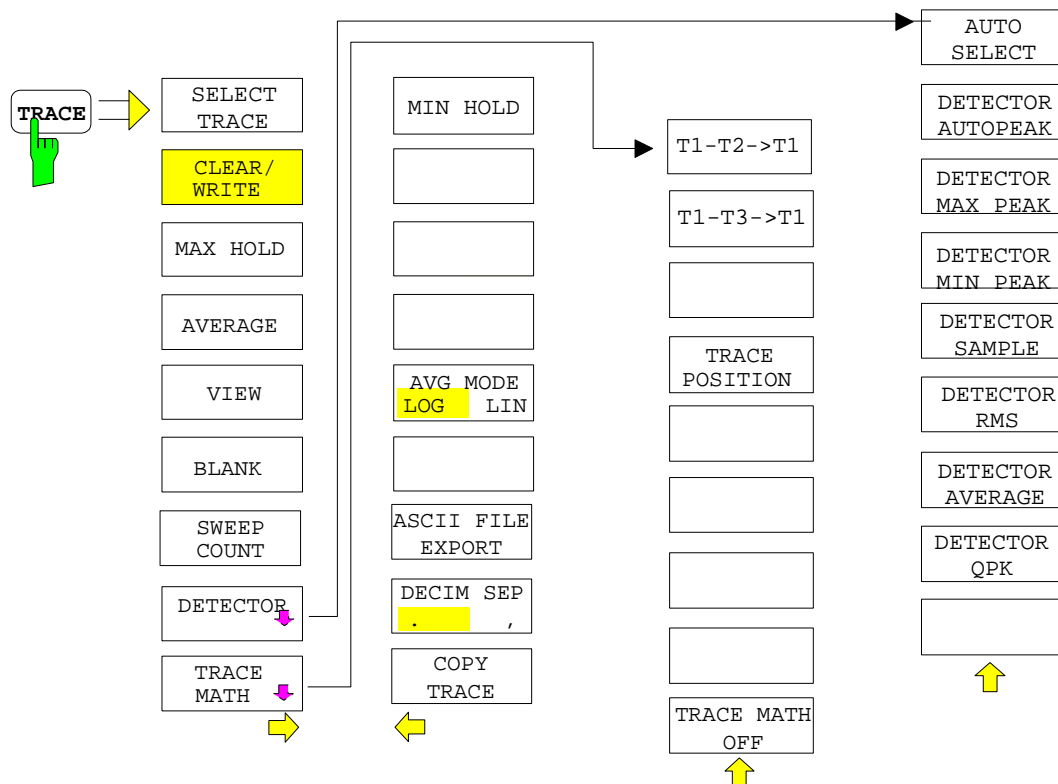 TRACE
SELECT
TRACE
CLEAR/
WRITE
MAX HOLD
AVERAGE
VIEW
BLANK
SWEEP
COUNT
DETECTOR
TRACE
MATH
MIN HOLD
AVG MODE
LOG LIN
ASCII FILE
EXPORT
DECIM SEP
. ,
COPY
TRACE
T1-T2->T1
T1-T3->T1
TRACE
POSITION
TRACE MATH
OFF
AUTO
SELECT
DETECTOR
AUTOPEAK
DETECTOR
MAX PEAK
DETECTOR
MIN PEAK
DETECTOR
SAMPLE
DETECTOR
RMS
DETECTOR
AVERAGE
DETECTOR
QPK